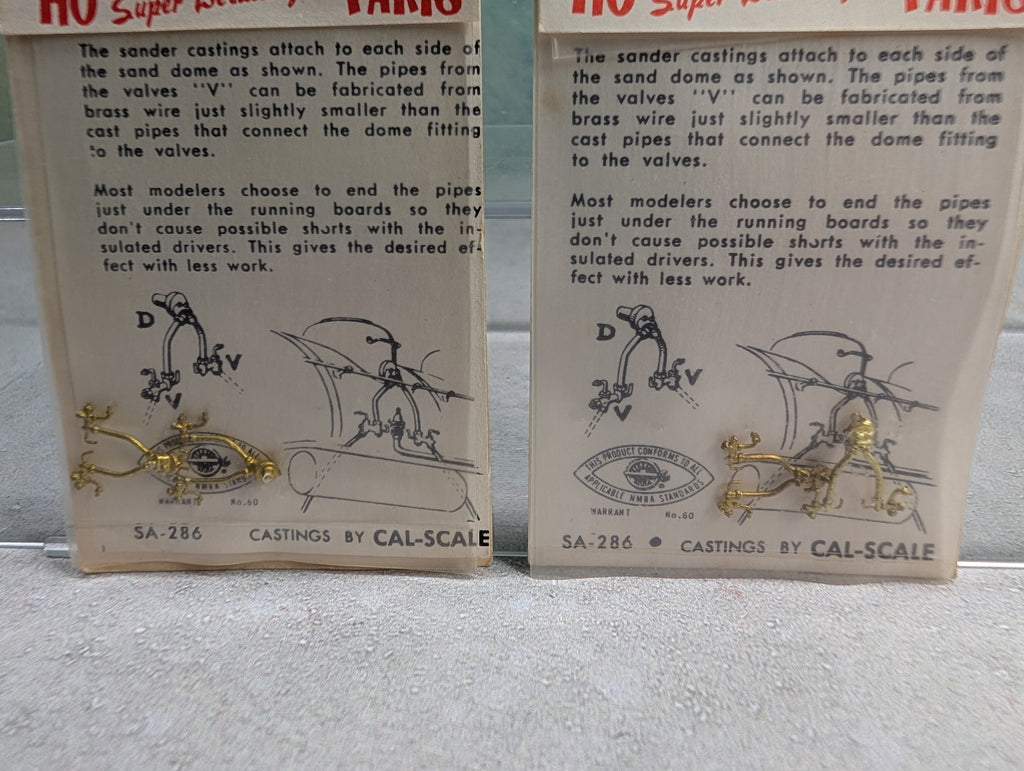 HO Super PARTS
The sander castings attach to each side of
the sand dome as shown. The pipes from
the valves "V" can be fabricated from
brass wire just slightly smaller than the
cast pipes that connect the dome fitting
to the valves.
Most modelers choose to end the pipes
just under the running boards so they
don't cause possible shorts with the in-
sulated drivers. This gives the desired ef-
fect with less work.
D
V
V
NMRA STANDARDS
WARRANT No.60
SA-286 CASTINGS BY CAL-SCALE
HO Super PARTS
The sander castings attach to each side of
the sand dome as shown. The pipes from
the valves "V" can be fabricated from
brass wire just slightly smaller than the
cast pipes that connect the dome fitting
to the valves.
Most modelers choose to end the pipes
just under the running boards so they
don't cause possible shorts with the in-
sulated drivers. This gives the desired ef-
fect with less work.
D
V
V
THIS PRODUCT CONFORMS TO ALL
APPLICABLE NMRA STANDARDS
WARRANT No.60
SA-286 • CASTINGS BY CAL-SCALE